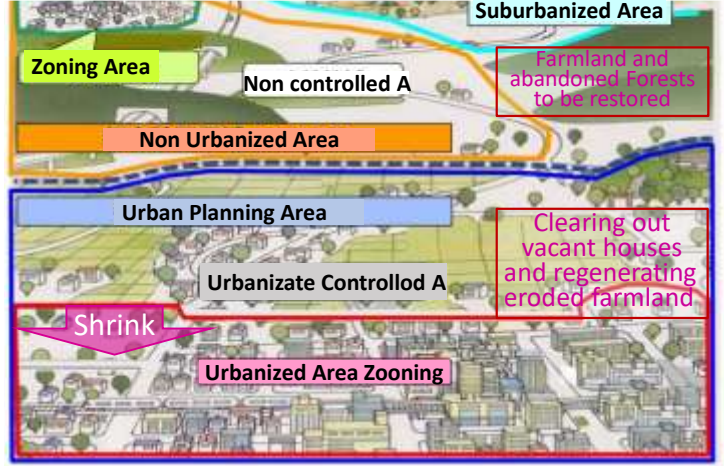 Suburbanized Area
Zoning Area
Non controlled A
Farmland and
abandoned Forests
to be restored
Non Urbanized Area
Urban Planning Area
Clearing out
vacant houses
and regenerating
eroded farmland
Urbanizate Controllod A
Shrink
Urbanized Area Zooning